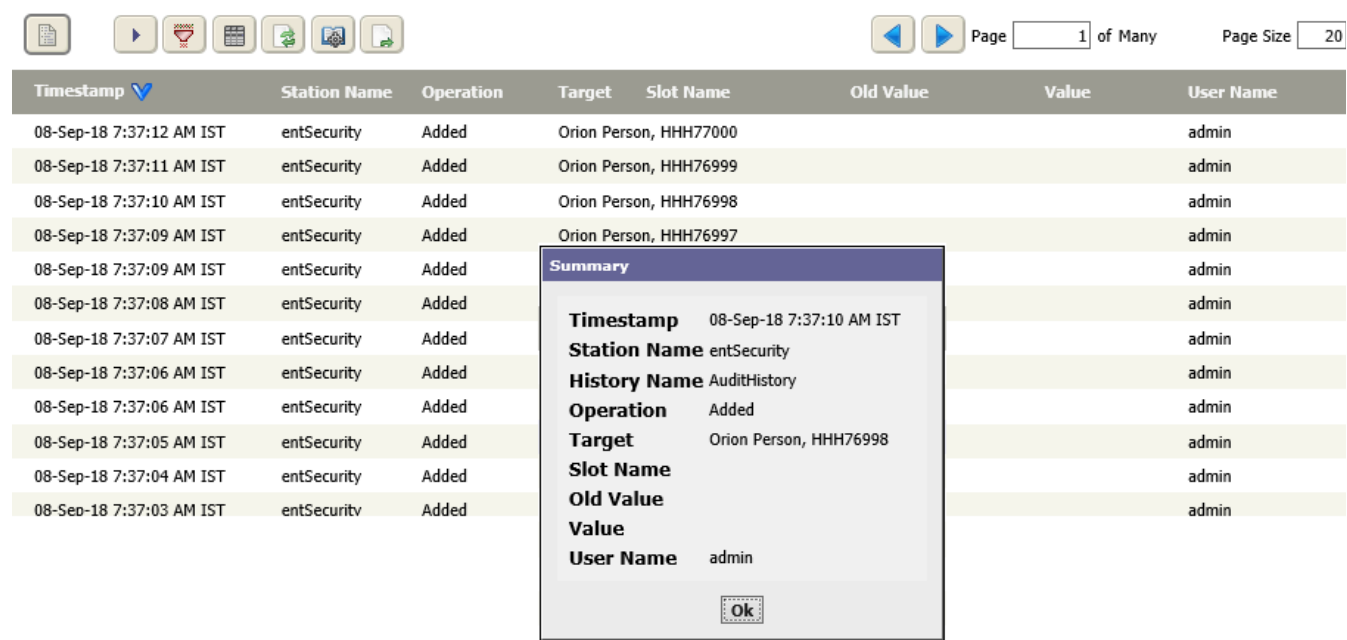 Page 1 of Many Page Size 20
Timestamp Station Name Operation Target Slot Name Old Value Value User Name
08-Sep-18 7:37:12 AM IST entSecurity Added Orion Person, HHH77000 admin
08-Sep-18 7:37:11 AM IST entSecurity Added Orion Person, HHH76999 admin
08-Sep-18 7:37:10 AM IST entSecurity Added Orion Person, HHH76998 admin
08-Sep-18 7:37:09 AM IST entSecurity Added Orion Person, HHH76997 admin
08-Sep-18 7:37:09 AM IST entSecurity Added admin
08-Sep-18 7:37:08 AM IST entSecurity Added admin
08-Sep-18 7:37:07 AM IST entSecurity Added admin
08-Sep-18 7:37:06 AM IST entSecurity Added admin
08-Sep-18 7:37:06 AM IST entSecurity Added admin
08-Sep-18 7:37:05 AM IST entSecurity Added admin
08-Sep-18 7:37:04 AM IST entSecurity Added admin
08-Sep-18 7:37:03 AM IST entSecurity Added admin
Summary
Timestamp 08-Sep-18 7:37:10 AM IST
Station Name entSecurity
History Name AuditHistory
Operation Added
Target Orion Person, HHH76998
Slot Name
Old Value
Value
User Name admin
Ok